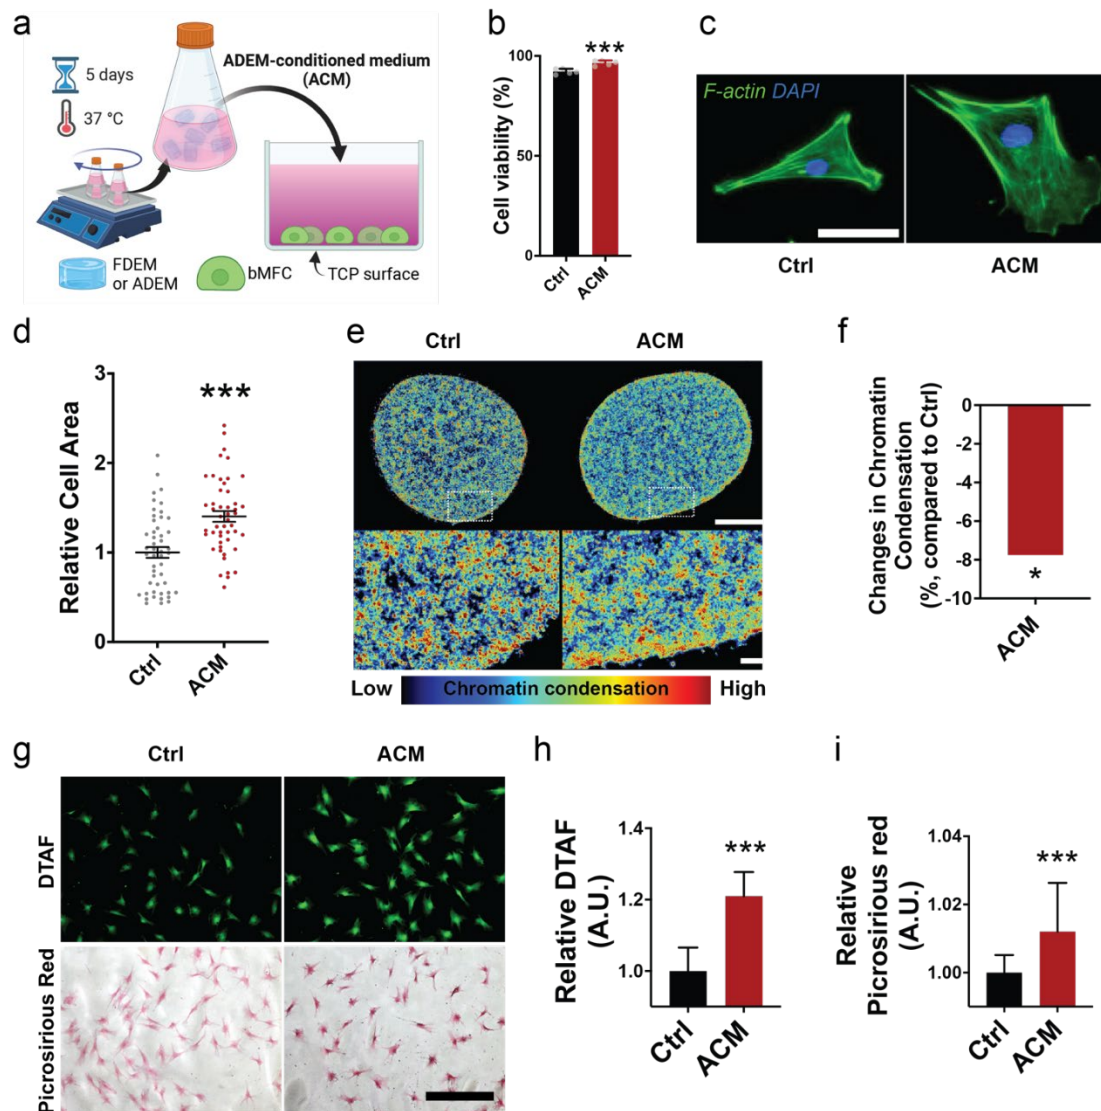 a
5 days
37 °C
ADEM-conditioned medium
(ACM)
FDEM
or ADEM
bMFC
TCP surface
b
Cell viability (%)
100
50
0
***
Ctrl
ACM
c
F-actin DAPI
Ctrl
ACM
d
Relative Cell Area
3
2
1
0
***
Ctrl
ACM
e
Ctrl
ACM
Low
Chromatin condensation
High
f
Changes in Chromatin
Condensation
(%, compared to Ctrl)
0
-2
-4
-6
-8
-10
*
ACM
g
Ctrl
ACM
DTAF
Picrosirious Red
h
Relative DTAF
(A.U.)
1.4
1.2
1.0
***
Ctrl
ACM
i
Relative
Picrosirious red
(A.U.)
1.04
1.02
1.00
***
Ctrl
ACM